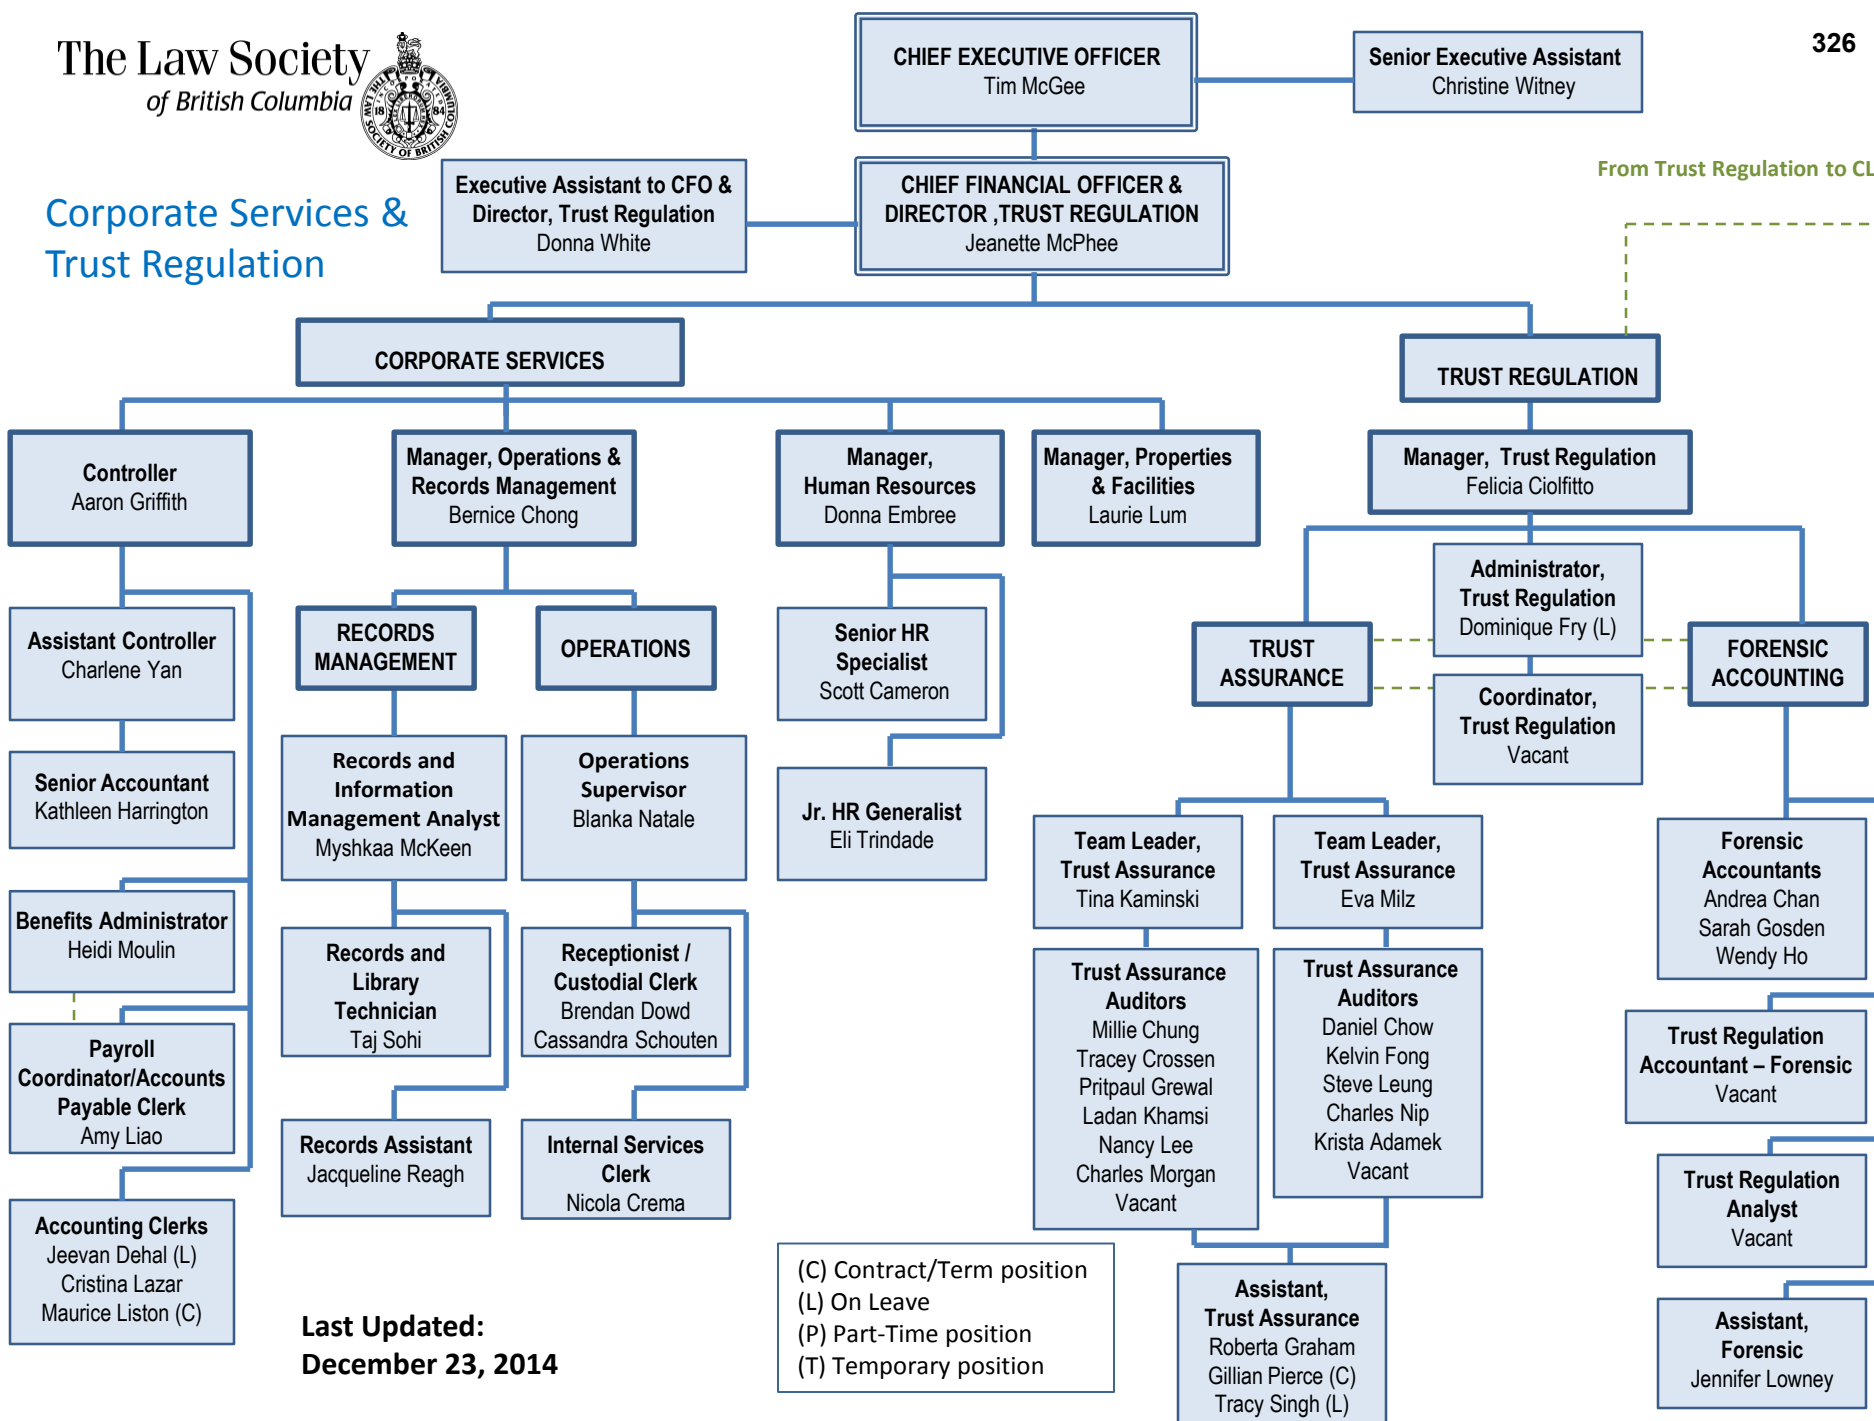 The Law Society
of British Columbia
THE LAW SOCIETY OF BRITISH COLUMBIA
INCORPORATED
18 84
326
CHIEF EXECUTIVE OFFICER
Tim McGee
Senior Executive Assistant
Christine Witney
From Trust Regulation to CL
Corporate Services &
Trust Regulation
Executive Assistant to CFO &
Director, Trust Regulation
Donna White
CHIEF FINANCIAL OFFICER &
DIRECTOR ,TRUST REGULATION
Jeanette McPhee
CORPORATE SERVICES
TRUST REGULATION
Controller
Aaron Griffith
Manager, Operations &
Records Management
Bernice Chong
Manager,
Human Resources
Donna Embree
Manager, Properties
& Facilities
Laurie Lum
Manager, Trust Regulation
Felicia Ciolfitto
Assistant Controller
Charlene Yan
RECORDS
MANAGEMENT
OPERATIONS
Senior HR
Specialist
Scott Cameron
TRUST
ASSURANCE
Administrator,
Trust Regulation
Dominique Fry (L)
FORENSIC
ACCOUNTING
Coordinator,
Trust Regulation
Vacant
Senior Accountant
Kathleen Harrington
Records and
Information
Management Analyst
Myshkaa McKeen
Operations
Supervisor
Blanka Natale
Jr. HR Generalist
Eli Trindade
Team Leader,
Trust Assurance
Tina Kaminski
Team Leader,
Trust Assurance
Eva Milz
Forensic
Accountants
Andrea Chan
Sarah Gosden
Wendy Ho
Benefits Administrator
Heidi Moulin
Records and
Library
Technician
Taj Sohi
Receptionist /
Custodial Clerk
Brendan Dowd
Cassandra Schouten
Trust Assurance
Auditors
Millie Chung
Tracey Crossen
Pritpaul Grewal
Ladan Khamsi
Nancy Lee
Charles Morgan
Vacant
Trust Assurance
Auditors
Daniel Chow
Kelvin Fong
Steve Leung
Charles Nip
Krista Adamek
Vacant
Trust Regulation
Accountant – Forensic
Vacant
Payroll
Coordinator/Accounts
Payable Clerk
Amy Liao
Records Assistant
Jacqueline Reagh
Internal Services
Clerk
Nicola Crema
Trust Regulation
Analyst
Vacant
Accounting Clerks
Jeevan Dehal (L)
Cristina Lazar
Maurice Liston (C)
Last Updated:
December 23, 2014
(C) Contract/Term position
(L) On Leave
(P) Part-Time position
(T) Temporary position
Assistant,
Trust Assurance
Roberta Graham
Gillian Pierce (C)
Tracy Singh (L)
Assistant,
Forensic
Jennifer Lowney